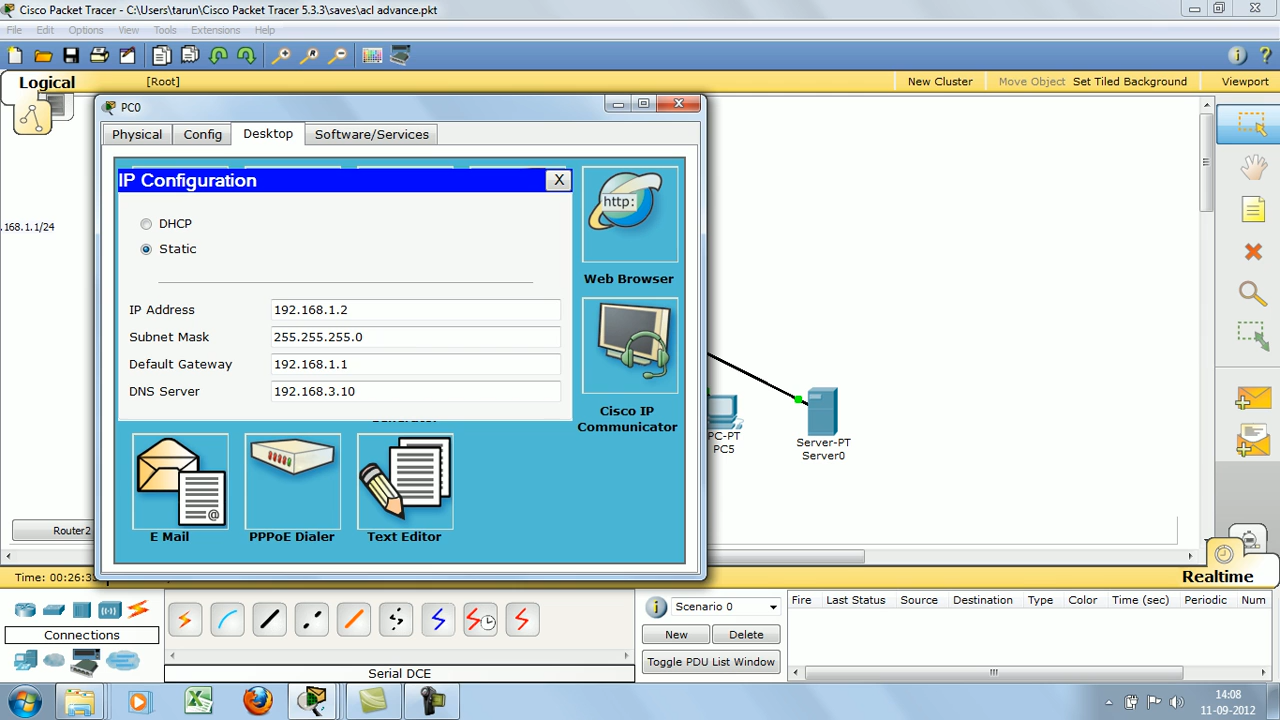 Cisco Packet Tracer - C:\Users\tarun\Cisco Packet Tracer 5.3.3\saves\acl advance.pkt
File Edit Options View Tools Extensions Help
Logical [Root] New Cluster Move Object Set Tiled Background Viewport
PC0
Physical Config Desktop Software/Services
IP Configuration X
http:
DHCP
.168.1.1/24
Static
Web Browser
IP Address 192.168.1.2
Subnet Mask 255.255.255.0
Default Gateway 192.168.1.1
DNS Server 192.168.3.10
Cisco IP
Communicator
PC-PT
PC5
Server-PT
Server0
@
Router2
E Mail PPPoE Dialer Text Editor
Time: 00:26:3
Realtime
Connections
Serial DCE
Scenario 0
New Delete
Toggle PDU List Window
Fire Last Status Source Destination Type Color Time (sec) Periodic Num
14:08
11-09-2012